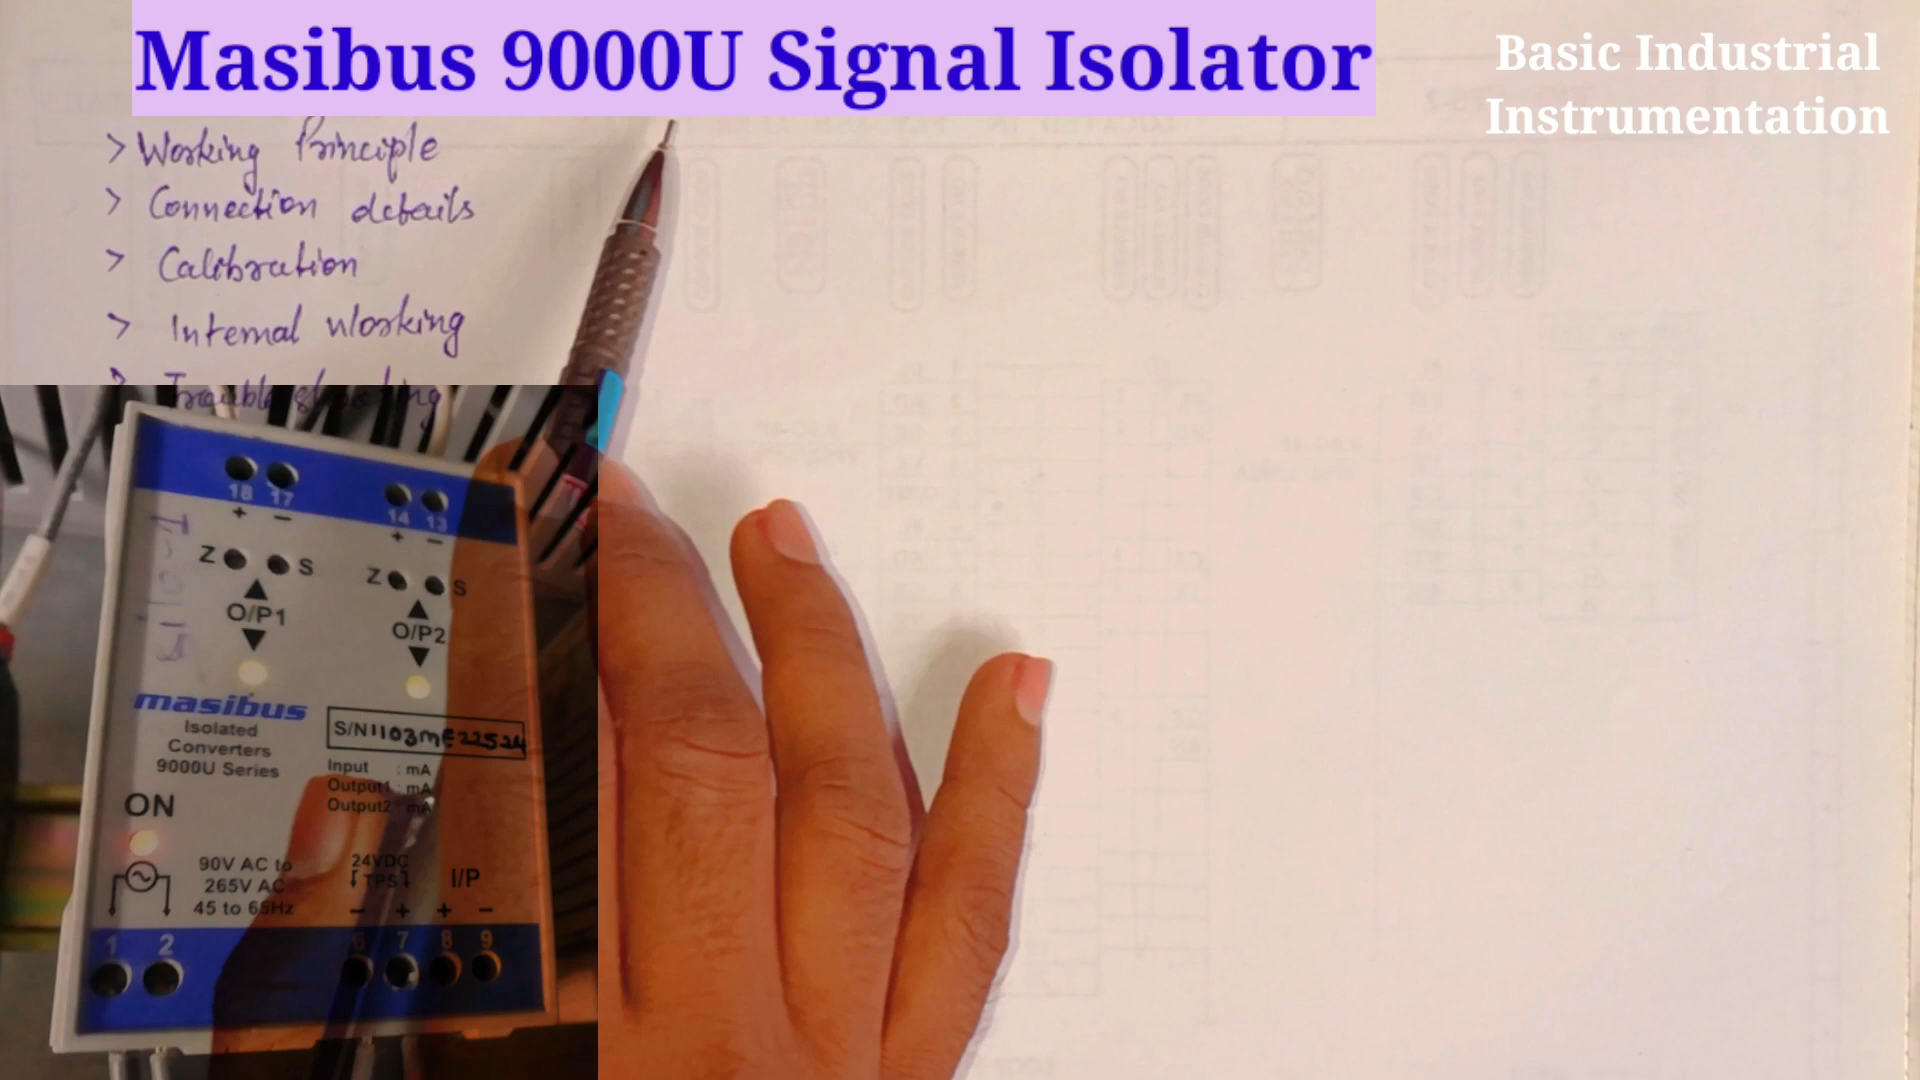 Masibus 9000U Signal Isolator
Basic Industrial
Instrumentation
> Working Principle
> Connection details
> Calibration
> Internal Working
> Troubleshooting
18 17
+ −
14 13
+ −
Z S
Z S
O/P1
O/P2
masibus
Isolated
Converters
9000U Series
S/N 1103ME22524
Input : mA
Output1 : mA
Output2 : mA
ON
90V AC to
265V AC
45 to 65Hz
24VDC
TPS
I/P
− + + −
1 2
6 7 8 9